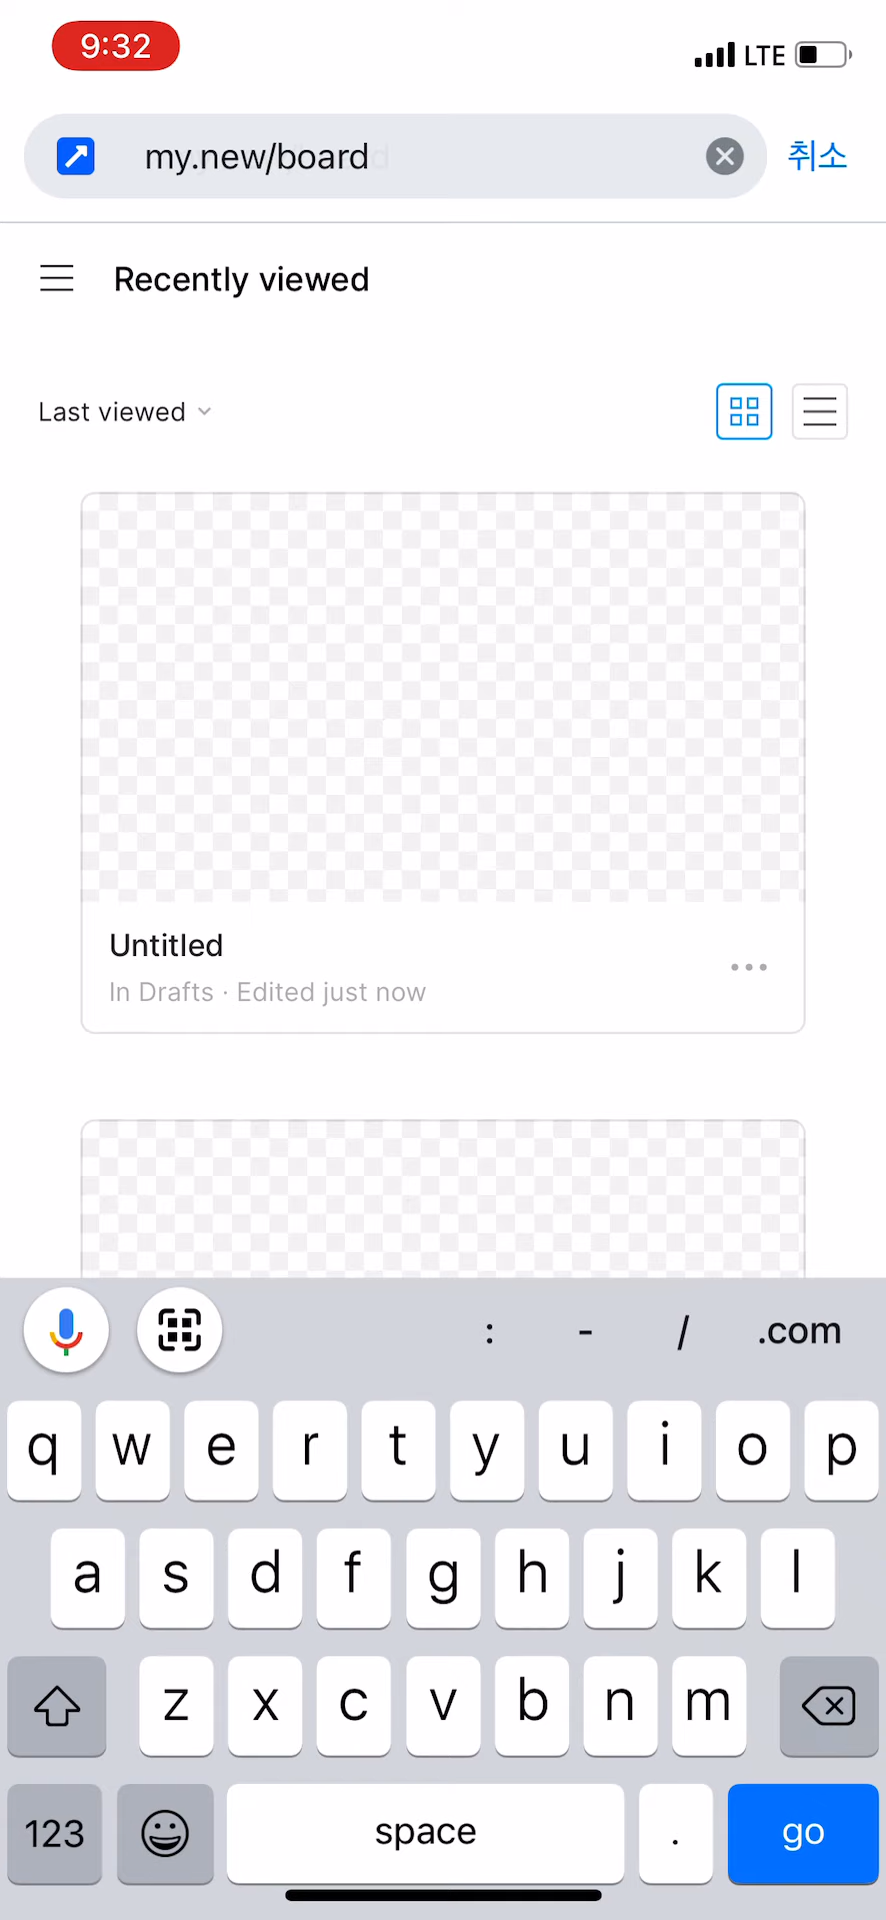 9:32
LTE
my.new/board
취소
Recently viewed
Last viewed
Untitled
In Drafts · Edited just now
: - / .com
q w e r t y u i o p
a s d f g h j k l
z x c v b n m
123 space . go